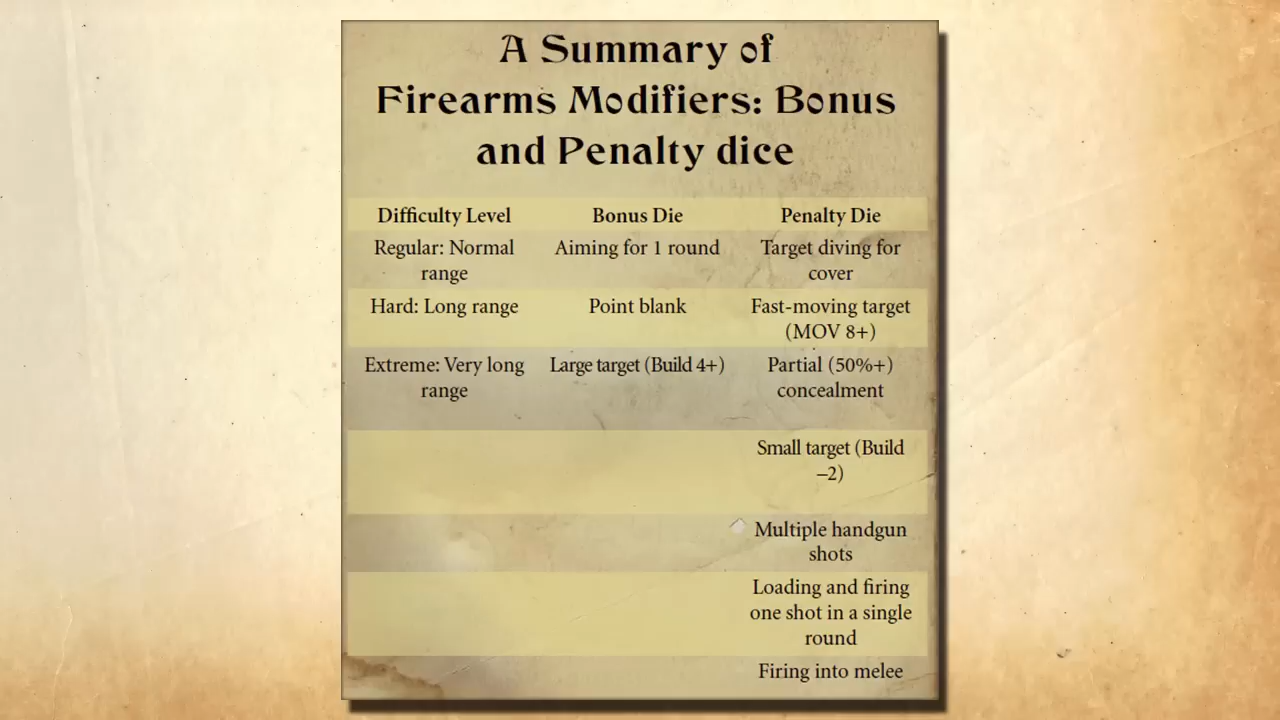 A Summary of
Firearms Modifiers: Bonus
and Penalty dice
Difficulty Level Bonus Die Penalty Die
Regular: Normal Aiming for 1 round Target diving for
range cover
Hard: Long range Point blank Fast-moving target
(MOV 8+)
Extreme: Very long Large target (Build 4+) Partial (50%+)
range concealment
Small target (Build
–2)
Multiple handgun
shots
Loading and firing
one shot in a single
round
Firing into melee